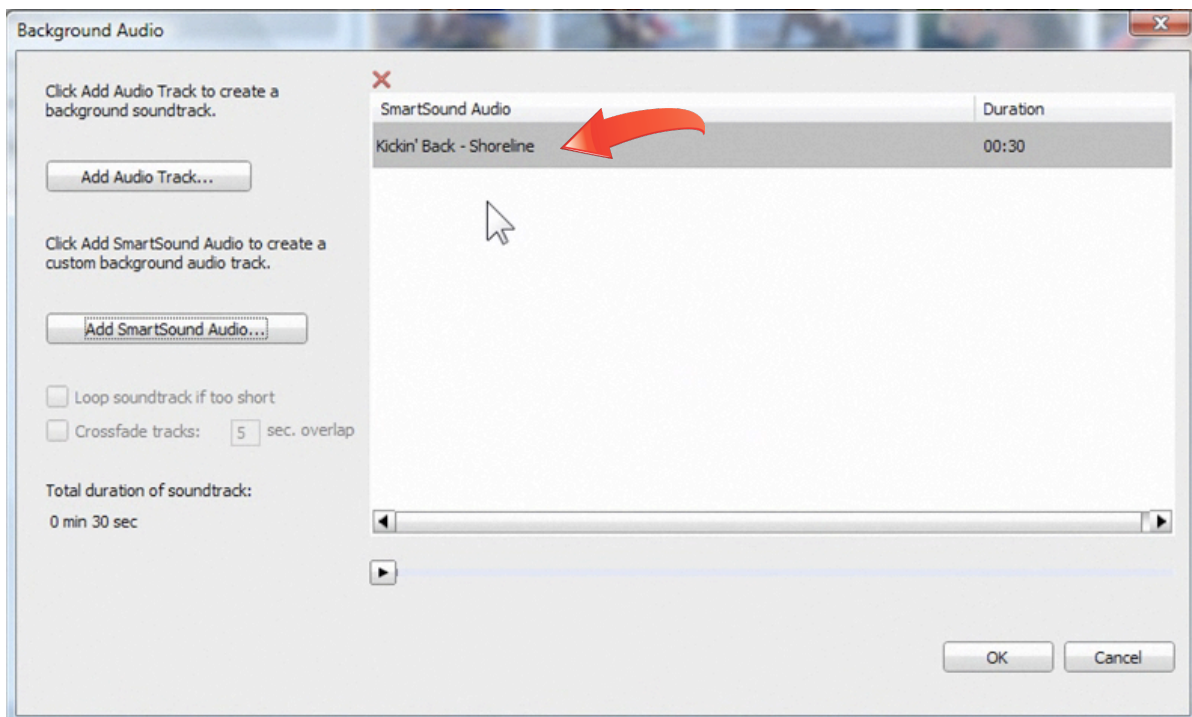 Background Audio
Click Add Audio Track to create a
background soundtrack.
Add Audio Track...
Click Add SmartSound Audio to create a
custom background audio track.
Add SmartSound Audio...
Loop soundtrack if too short
Crossfade tracks: 5 sec. overlap
Total duration of soundtrack:
0 min 30 sec
SmartSound Audio Duration
Kickin' Back - Shoreline 00:30
OK Cancel